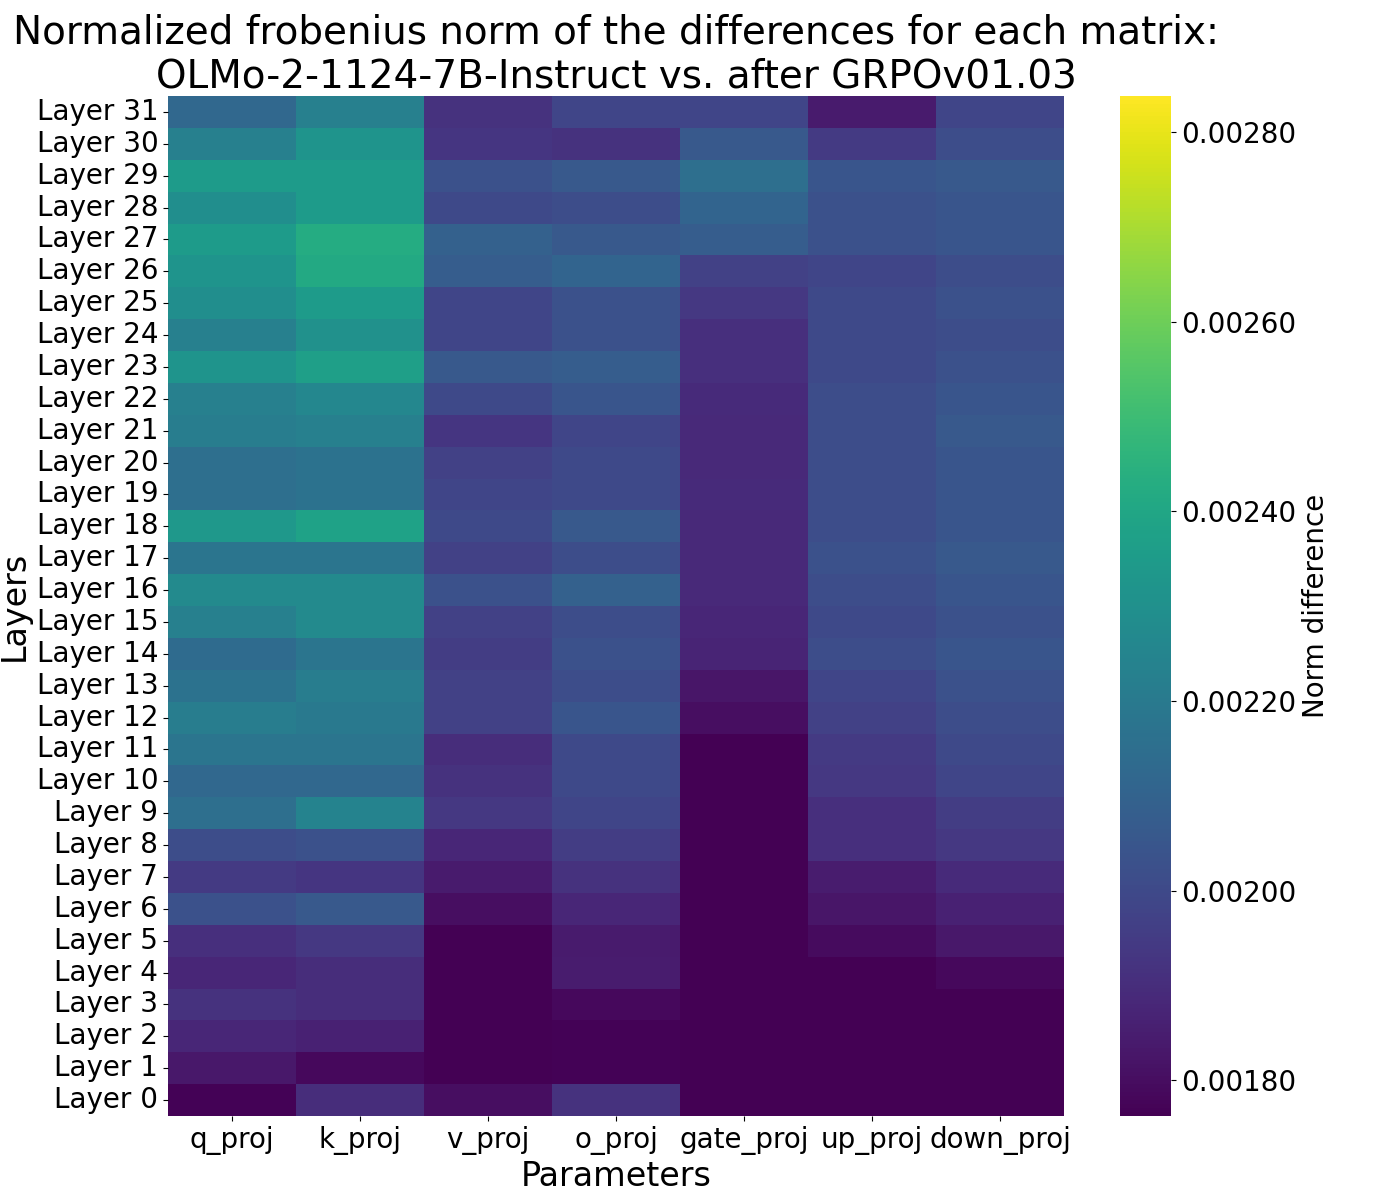 Normalized frobenius norm of the differences for each matrix:
OLMo-2-1124-7B-Instruct vs. after GRPOv01.03
Layers
Layer 31
Layer 30
Layer 29
Layer 28
Layer 27
Layer 26
Layer 25
Layer 24
Layer 23
Layer 22
Layer 21
Layer 20
Layer 19
Layer 18
Layer 17
Layer 16
Layer 15
Layer 14
Layer 13
Layer 12
Layer 11
Layer 10
Layer 9
Layer 8
Layer 7
Layer 6
Layer 5
Layer 4
Layer 3
Layer 2
Layer 1
Layer 0
q_proj k_proj v_proj o_proj gate_proj up_proj down_proj
Parameters
0.00280
0.00260
0.00240
0.00220
0.00200
0.00180
Norm difference